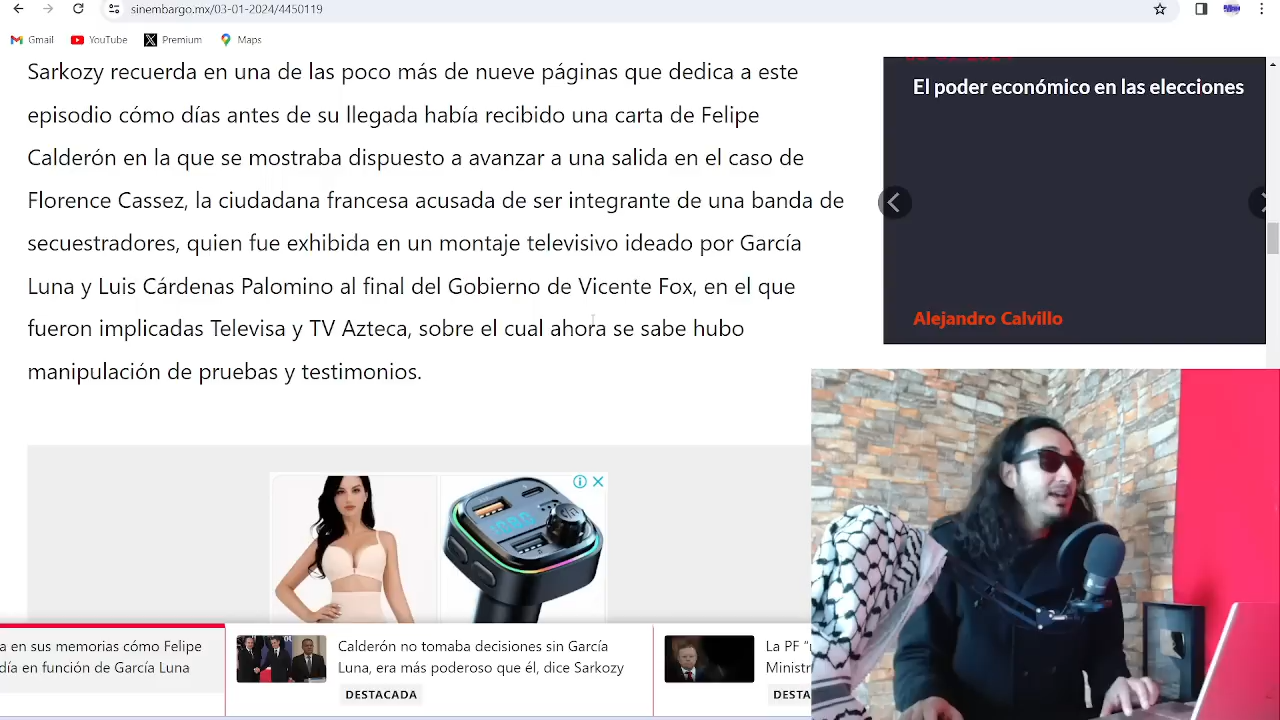 sinembargo.mx/03-01-2024/4450119
Gmail
YouTube
Premium
Maps
Sarkozy recuerda en una de las poco más de nueve páginas que dedica a este
episodio cómo días antes de su llegada había recibido una carta de Felipe
Calderón en la que se mostraba dispuesto a avanzar a una salida en el caso de
Florence Cassez, la ciudadana francesa acusada de ser integrante de una banda de
secuestradores, quien fue exhibida en un montaje televisivo ideado por García
Luna y Luis Cárdenas Palomino al final del Gobierno de Vicente Fox, en el que
fueron implicadas Televisa y TV Azteca, sobre el cual ahora se sabe hubo
manipulación de pruebas y testimonios.
El poder económico en las elecciones
Alejandro Calvillo
a en sus memorias cómo Felipe
día en función de García Luna
Calderón no tomaba decisiones sin García
Luna, era más poderoso que él, dice Sarkozy
DESTACADA
La PF "
Ministr
DESTA